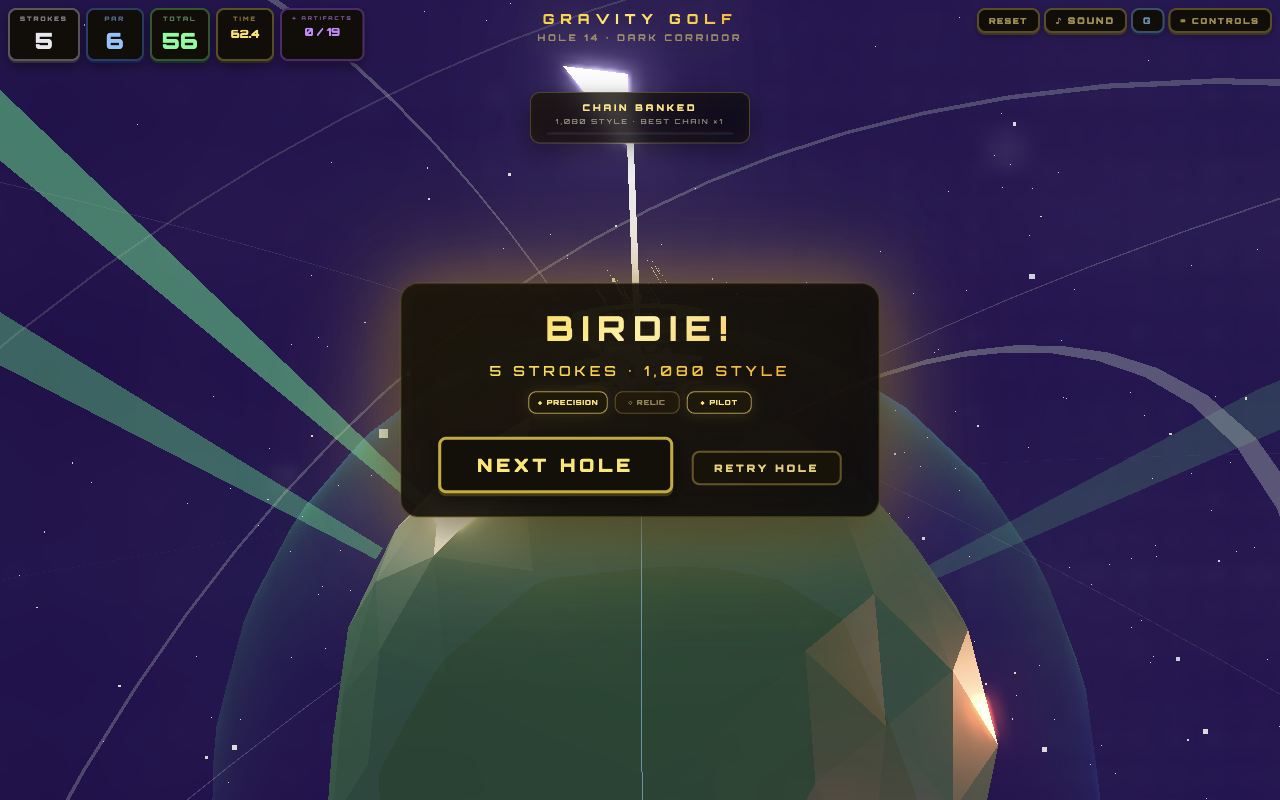 STROKES
5
PAR
6
TOTAL
56
TIME
62.4
ARTIFACTS
0 / 19
GRAVITY GOLF
HOLE 14 · DARK CORRIDOR
RESET
♪ SOUND
G
CONTROLS
CHAIN BANKED
1,080 STYLE · BEST CHAIN ×1
BIRDIE!
5 STROKES · 1,080 STYLE
◆ PRECISION
◇ RELIC
◆ PILOT
NEXT HOLE
RETRY HOLE